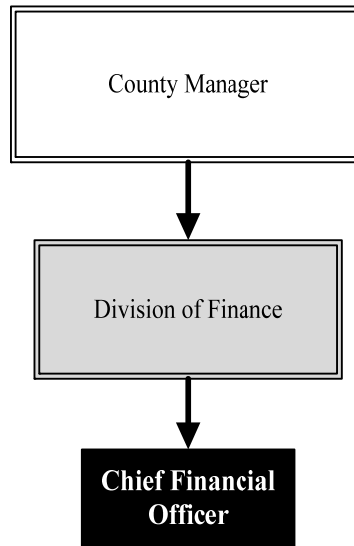 County Manager
Division of Finance
Chief Financial
Officer